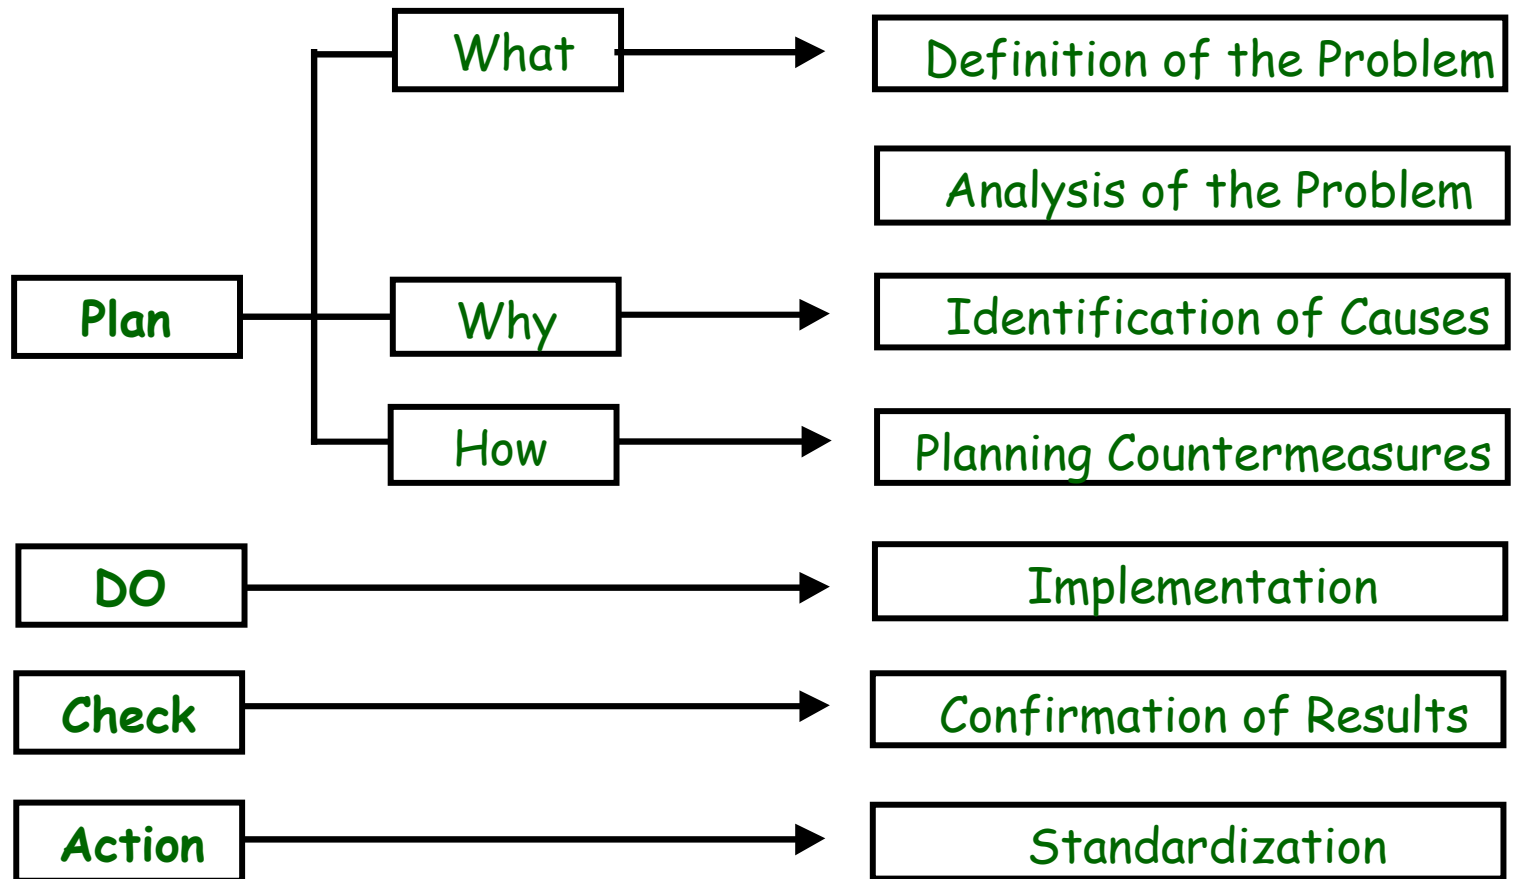 What
Definition of the Problem
Analysis of the Problem
Plan
Why
Identification of Causes
How
Planning Countermeasures
DO
Implementation
Check
Confirmation of Results
Action
Standardization